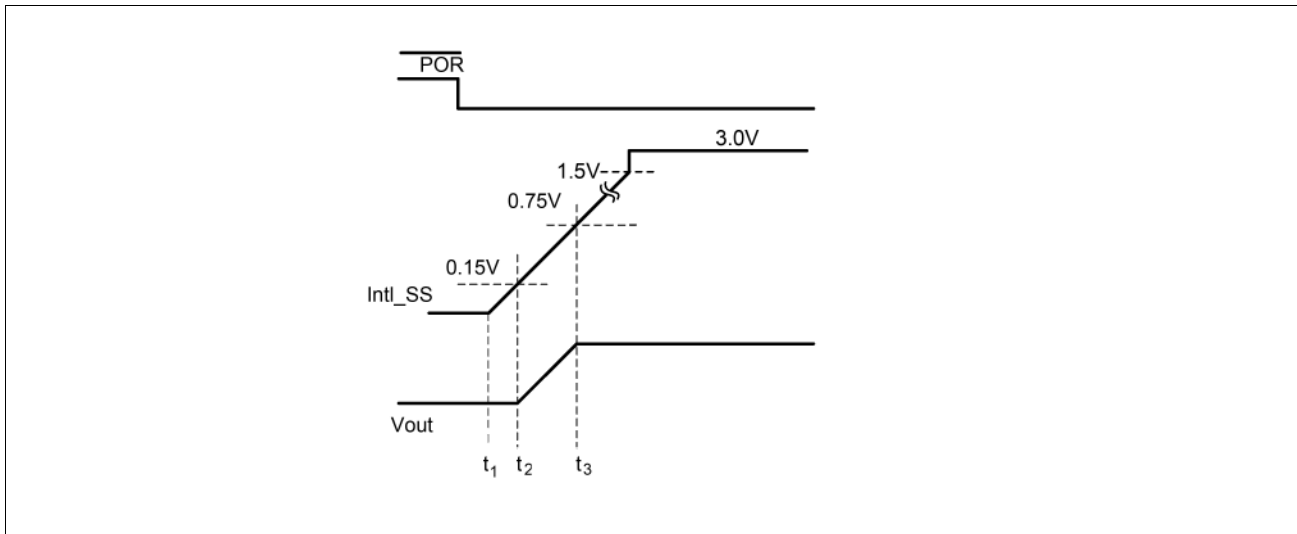 POR
3.0V
1.5V
0.75V
0.15V
Intl_SS
Vout
t1 t2 t3